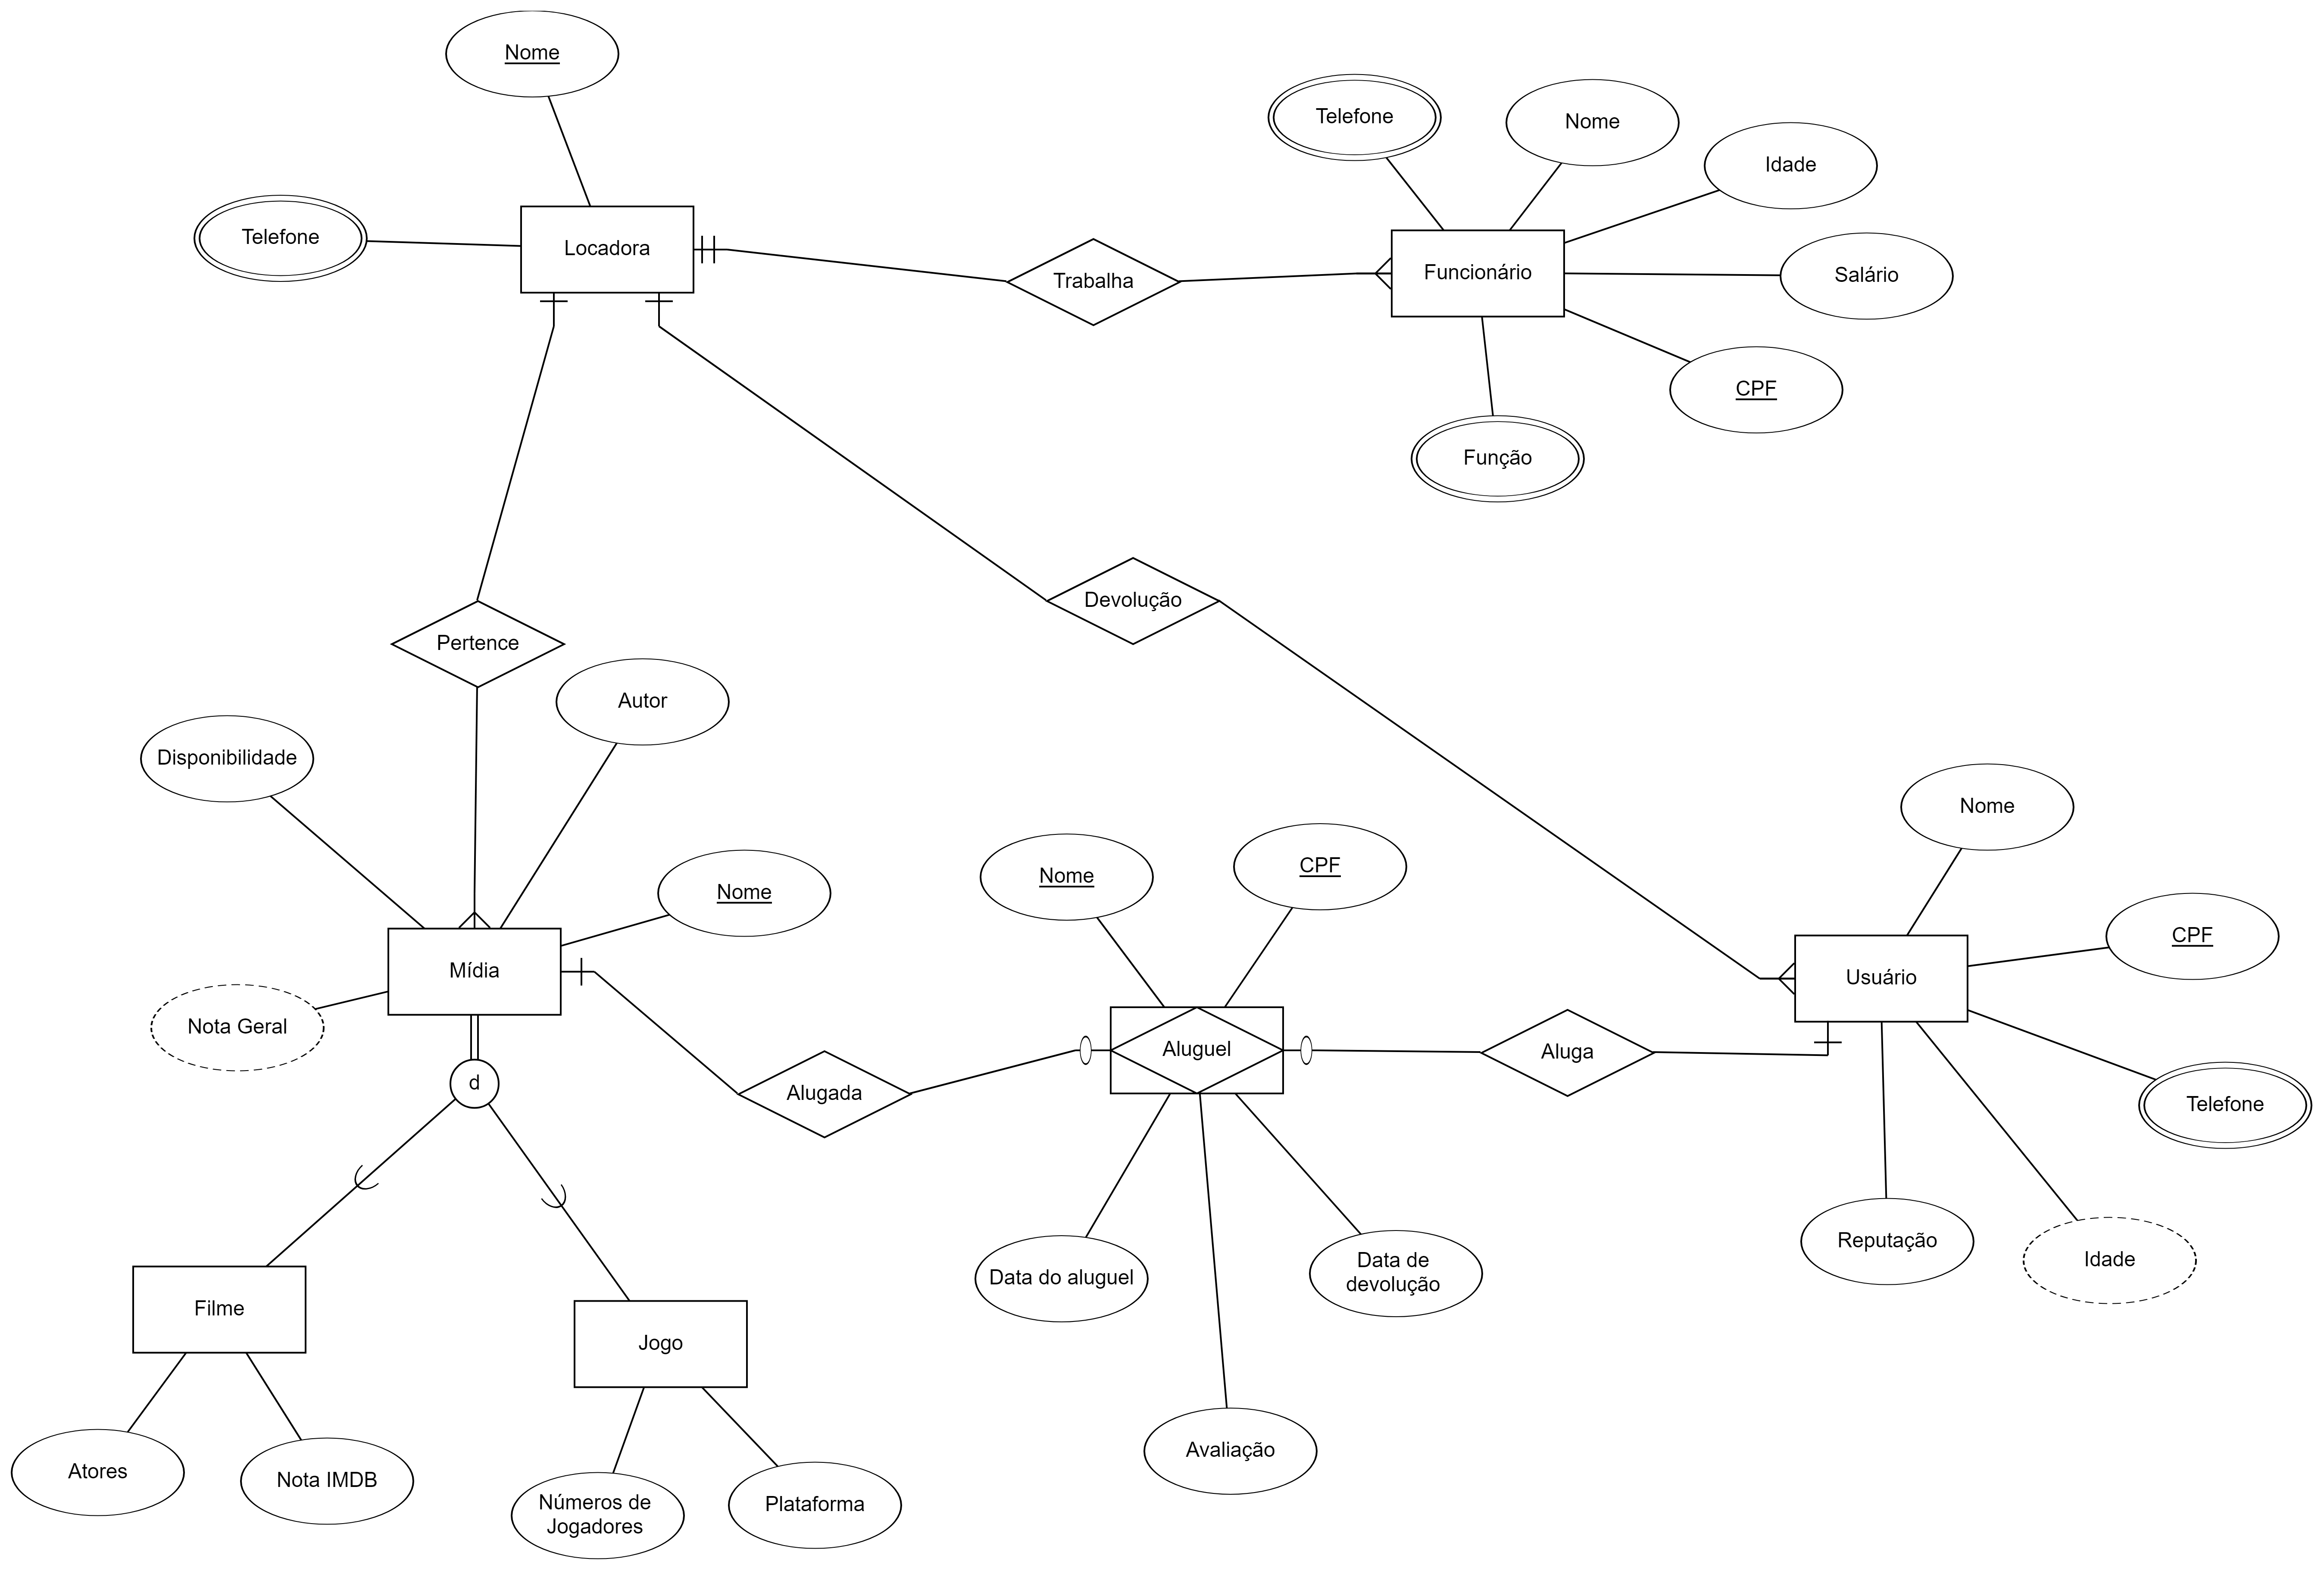 Nome
Telefone
Locadora
Trabalha
Telefone
Nome
Idade
Funcionário
Salário
CPF
Função
Pertence
Devolução
Autor
Disponibilidade
Nome
Mídia
Nota Geral
d
Alugada
Nome
CPF
Aluguel
Aluga
Data do aluguel
Data de
devolução
Avaliação
Nome
CPF
Usuário
Telefone
Reputação
Idade
Filme
Jogo
Atores
Nota IMDB
Números de
Jogadores
Plataforma